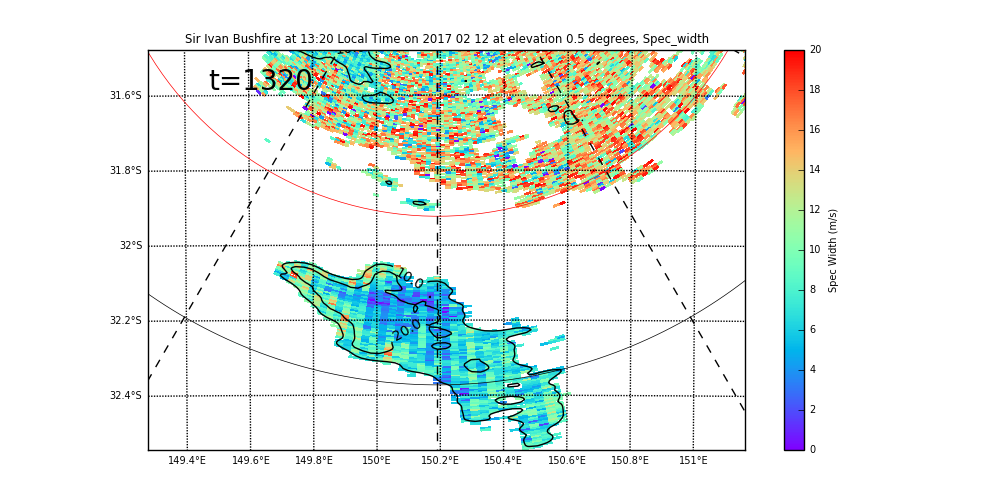 Sir Ivan Bushfire at 13:20 Local Time on 2017 02 12 at elevation 0.5 degrees, Spec_width
t=1320
31.6°S
31.8°S
32°S
32.2°S
32.4°S
20.0
149.4°E 149.6°E 149.8°E 150°E 150.2°E 150.4°E 150.6°E 150.8°E 151°E
20
18
16
14
12
10
8
6
4
2
0
Spec Width (m/s)